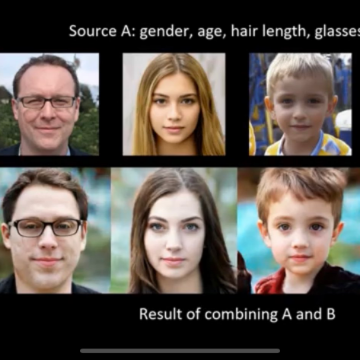 Source A: gender, age, hair length, glasses
Result of combining A and B